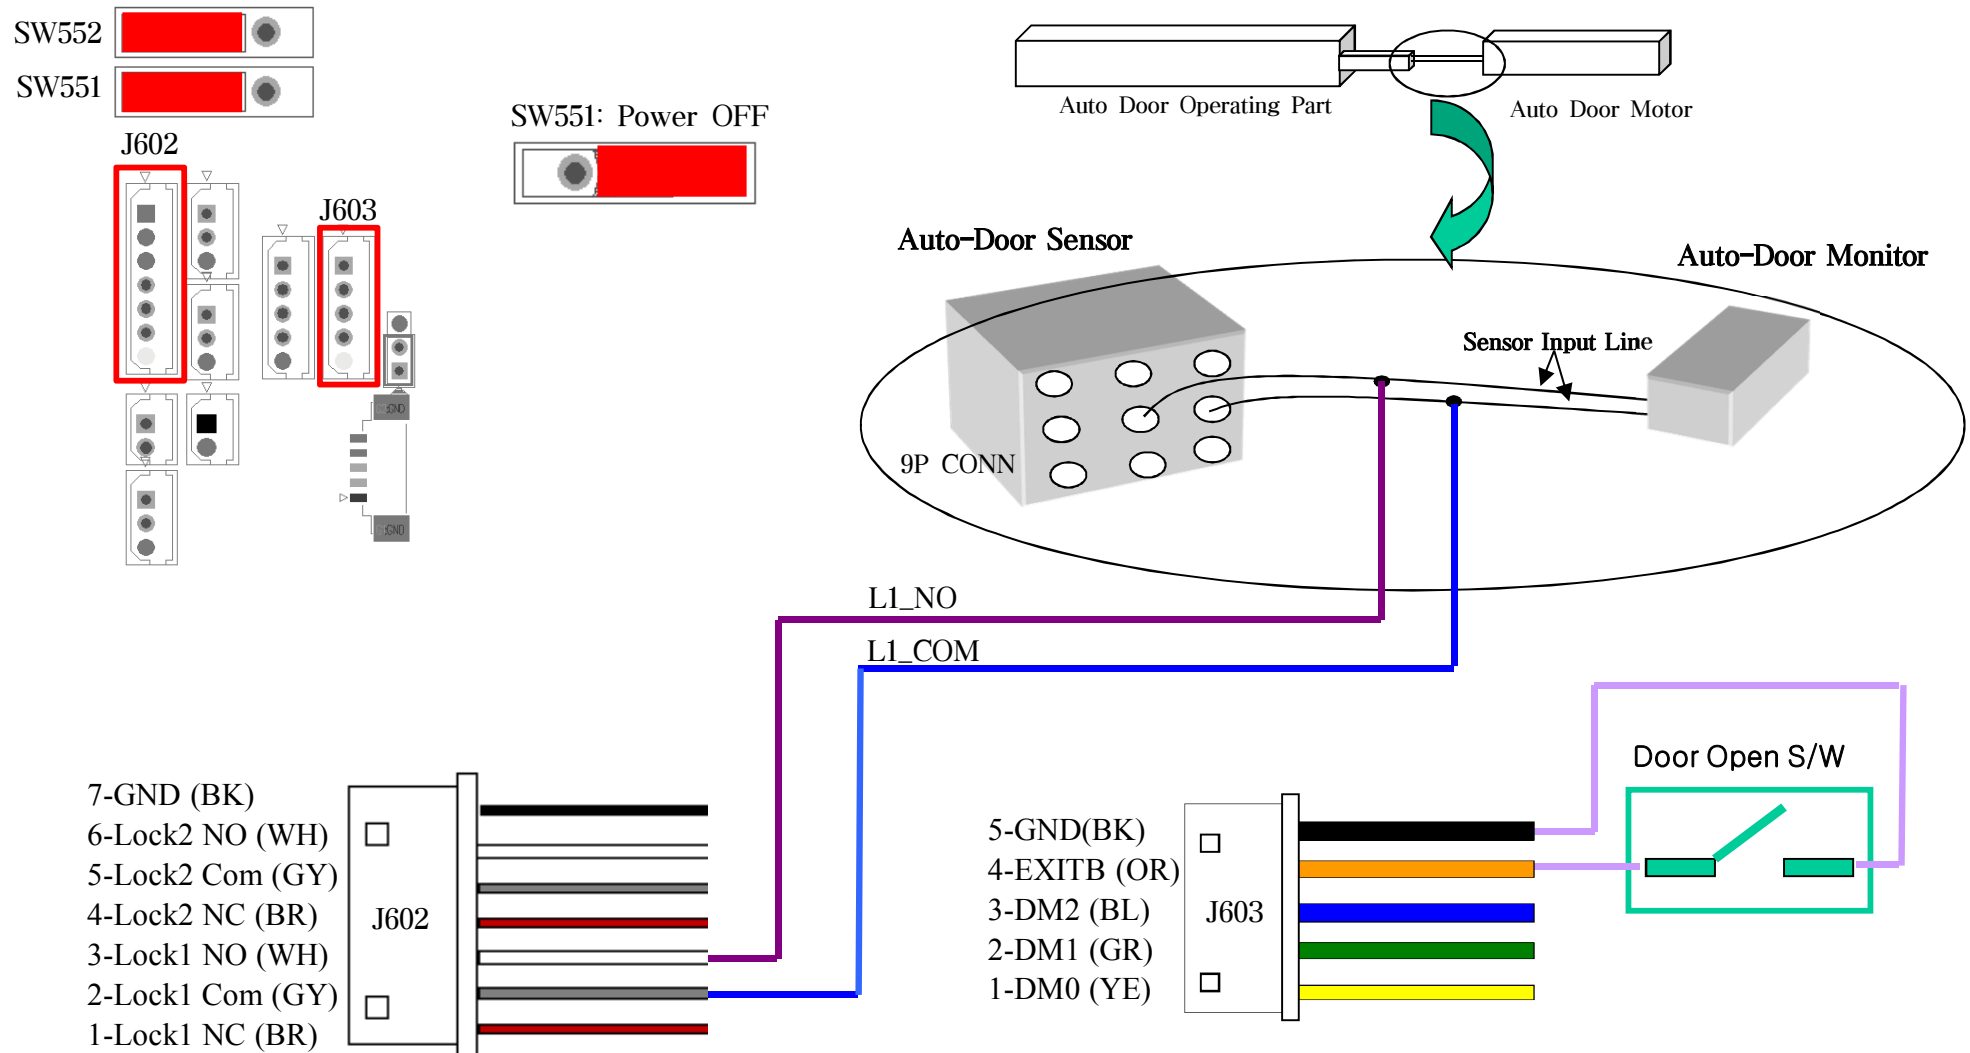 SW552
SW551
J602
J603
SW551: Power OFF
Auto Door Operating Part
Auto Door Motor
Auto-Door Sensor
Auto-Door Monitor
Sensor Input Line
9P CONN
GND
GND
L1_NO
L1_COM
7-GND (BK)
6-Lock2 NO (WH)
5-Lock2 Com (GY)
4-Lock2 NC (BR)
3-Lock1 NO (WH)
2-Lock1 Com (GY)
1-Lock1 NC (BR)
J602
5-GND(BK)
4-EXITB (OR)
3-DM2 (BL)
2-DM1 (GR)
1-DM0 (YE)
J603
Door Open S/W